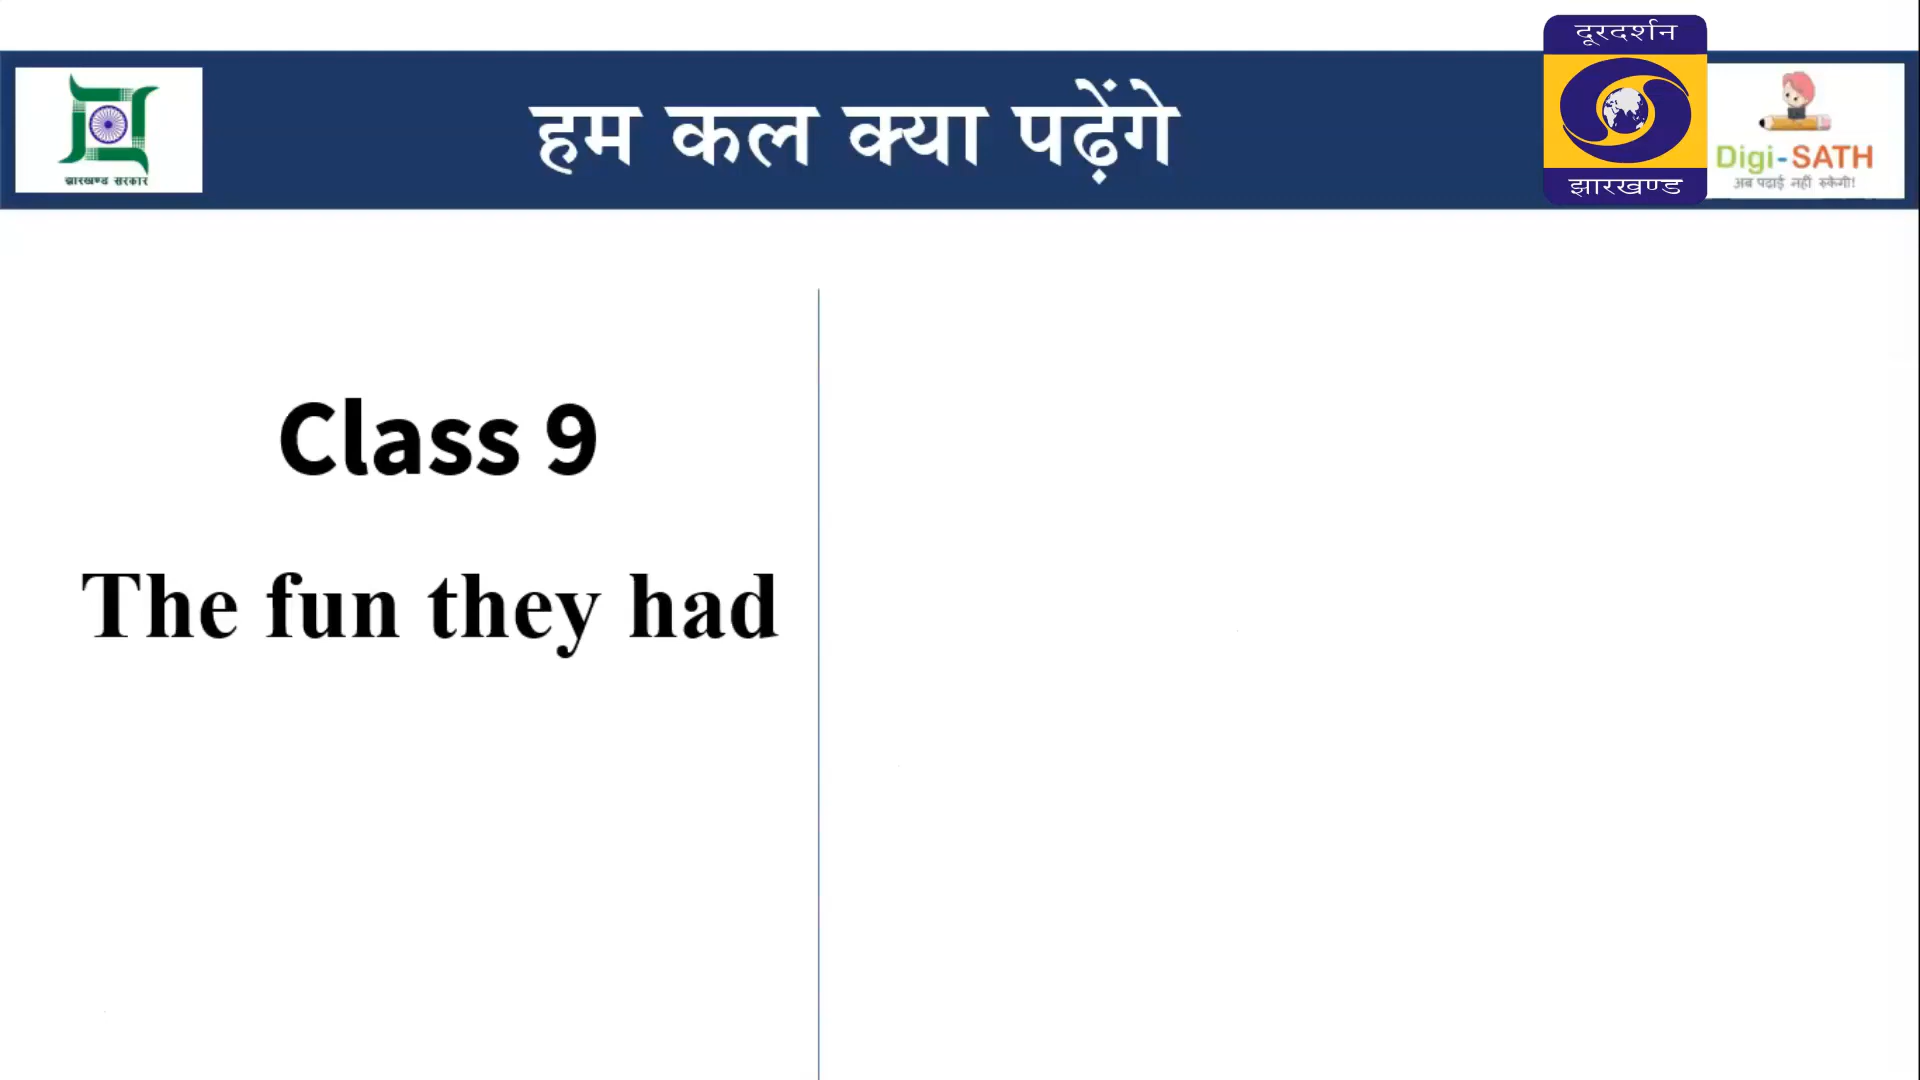 दूरदर्शन
हम कल क्या पढ़ेंगे
झारखण्ड सरकार
झारखण्ड
Digi-SATH
अब पढाई नहीं रुकेगी!
Class 9
The fun they had